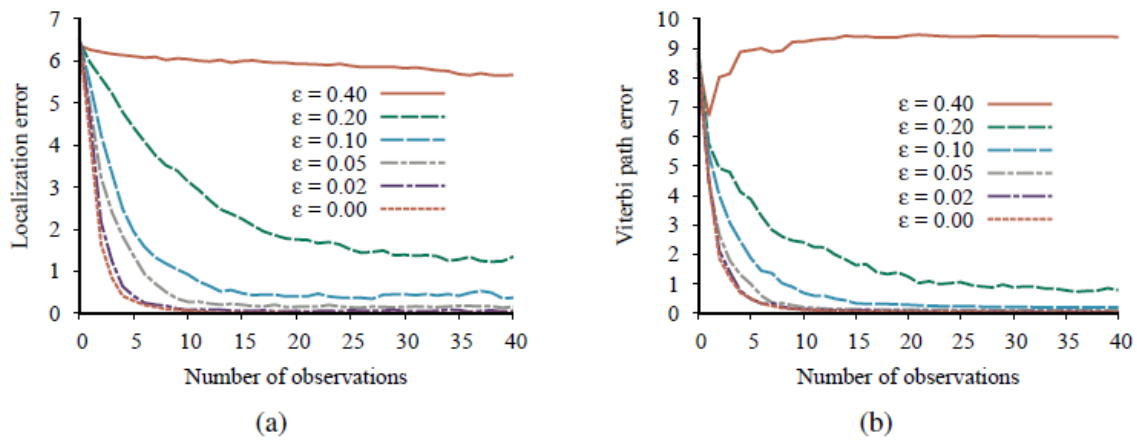 Localization error
7
6
5
4
3
2
1
0
ε = 0.40
ε = 0.20
ε = 0.10
ε = 0.05
ε = 0.02
ε = 0.00
0 5 10 15 20 25 30 35 40
Number of observations
(a)
Viterbi path error
10
9
8
7
6
5
4
3
2
1
0
ε = 0.40
ε = 0.20
ε = 0.10
ε = 0.05
ε = 0.02
ε = 0.00
0 5 10 15 20 25 30 35 40
Number of observations
(b)